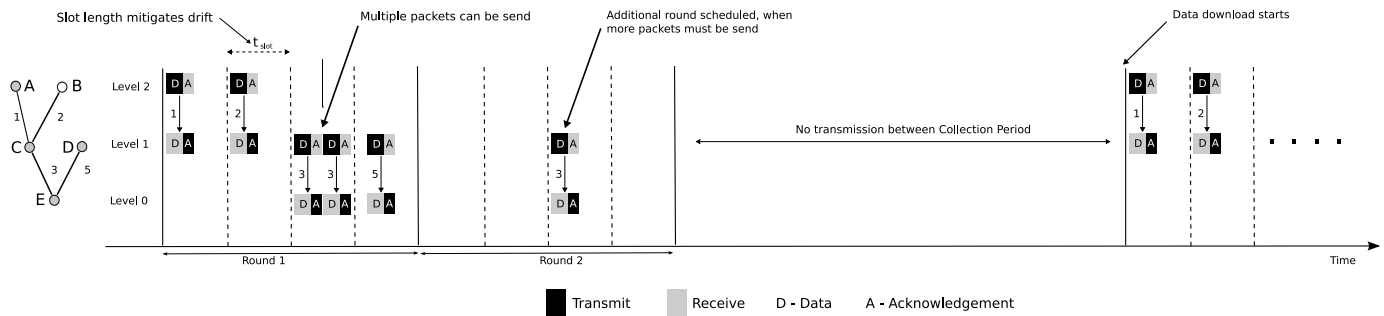 Slot length mitigates drift
Multiple packets can be send
Additional round scheduled, when
more packets must be send
Data download starts
t slot
A
B
1
2
C
D
3
5
E
Level 2
D A
D A
D A
D A
1
2
1
2
Level 1
D A
D A
D A D A
D A
D A
No transmission between Collection Period
D A
D A
3
3
5
3
Level 0
D A D A
D A
D A
Round 1
Round 2
Time
Transmit
Receive
D - Data
A - Acknowledgement